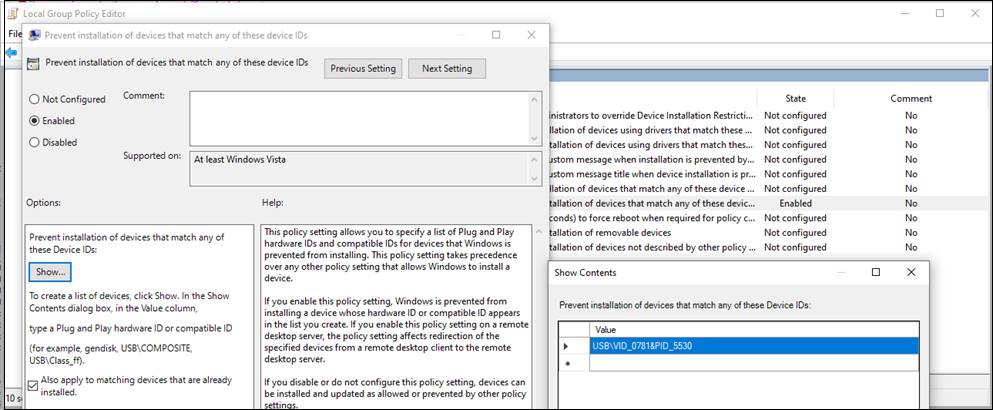 Local Group Policy Editor
Prevent installation of devices that match any of these device IDs
Prevent installation of devices that match any of these device IDs
Previous Setting
Next Setting
Not Configured
Enabled
Disabled
Comment:
Supported on:
At least Windows Vista
Options:
Help:
Prevent installation of devices that match any of
these Device IDs:
Show...
To create a list of devices, click Show. In the Show
Contents dialog box, in the Value column,
type a Plug and Play hardware ID or compatible ID
(for example, gendisk, USB\COMPOSITE,
USB\Class_ff).
Also apply to matching devices that are already
installed.
This policy setting allows you to specify a list of Plug and Play
hardware IDs and compatible IDs for devices that Windows is
prevented from installing. This policy setting takes precedence
over any other policy setting that allows Windows to install a
device.
If you enable this policy setting, Windows is prevented from
installing a device whose hardware ID or compatible ID appears
in the list you create. If you enable this policy setting on a remote
desktop server, the policy setting affects redirection of the
specified devices from a remote desktop client to the remote
desktop server.
If you disable or do not configure this policy setting, devices can
be installed and updated as allowed or prevented by other policy
settings.
State Comment
inistrators to override Device Installation Restricti... Not configured No
llation of devices using drivers that match these ... Not configured No
tallation of devices using drivers that match thes... Not configured No
ustom message when installation is prevented by... Not configured No
ustom message title when device installation is pr... Not configured No
llation of devices that match any of these device ... Not configured No
tallation of devices that match any of these devic... Enabled No
conds) to force reboot when required for policy c... Not configured No
tallation of removable devices Not configured No
tallation of devices not described by other policy ... Not configured No
Show Contents
Prevent installation of devices that match any of these Device IDs:
Value
USB\VID_0781&PID_5530